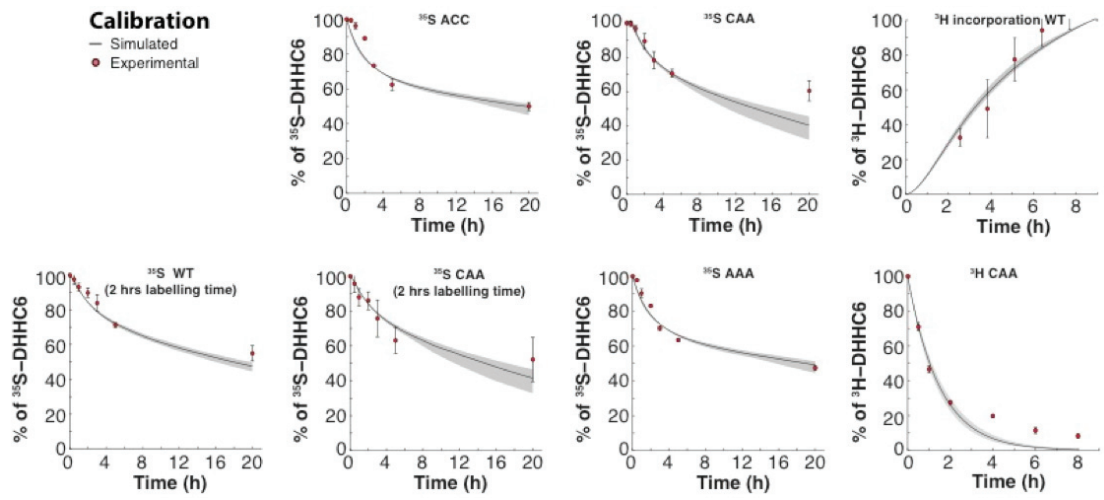 Calibration
Simulated
Experimental
³⁵S ACC
% of ³⁵S–DHHC6
100
80
60
40
20
0
0 4 8 12 20
Time (h)
³⁵S CAA
% of ³⁵S–DHHC6
100
80
60
40
20
0
0 4 8 12 20
Time (h)
³H incorporation WT
% of ³H–DHHC6
100
80
60
40
20
0
0 2 4 6 8
Time (h)
³⁵S WT
(2 hrs labelling time)
% of ³⁵S–DHHC6
100
80
60
40
20
0
0 4 8 12 20
Time (h)
³⁵S CAA
(2 hrs labelling time)
% of ³⁵S–DHHC6
100
80
60
40
20
0
0 4 8 12 20
Time (h)
³⁵S AAA
% of ³⁵S–DHHC6
100
80
60
40
20
0
0 4 8 12 20
Time (h)
³H CAA
% of ³H–DHHC6
100
80
60
40
20
0
0 2 4 6 8
Time (h)